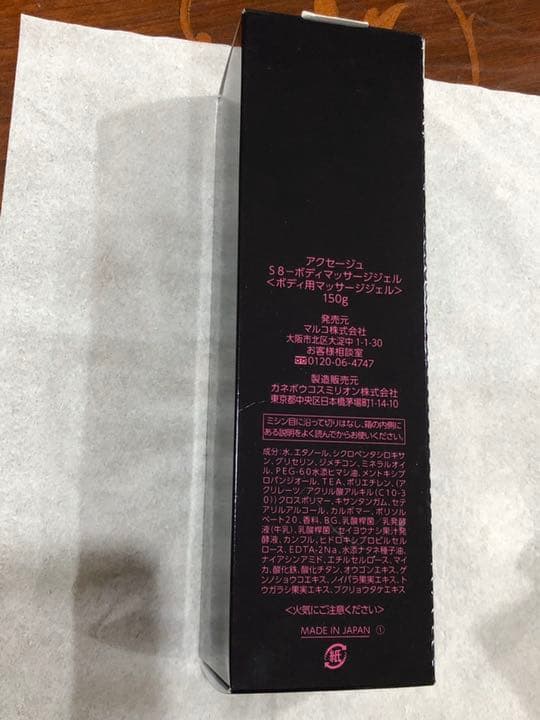 アクセージュ
S8－ボディマッサージジェル
＜ボディ用マッサージジェル＞
150g
発売元
マルコ株式会社
大阪市北区大淀中1-1-30
お客様相談室
0120-06-4747
製造販売元
カネボウコスミリオン株式会社
東京都中央区日本橋茅場町1-14-10
ミシン目に沿って切りはなし、箱の内側に
ある説明をよく読んでからお使いください。
成分：水、エタノール、シクロペンタシロキ
サン、グリセリン、ジメチコン、ミネラルオイ
ル、PEG-60水添ヒマシ油、メントキシプ
ロパンジオール、TEA、ポリエチレン、(ア
クリレーツ/アクリル酸アルキル(C10-3
0))クロスポリマー、キサンタンガム、セテ
アリルアルコール、カルボマー、ポリソル
ベート20、香料、BG、乳酸桿菌／乳発酵
液(牛乳)、乳酸桿菌×セイヨウナシ果汁発
酵液、カンフル、ヒドロキシプロピルセル
ロース、EDTA-2Na、水添ナタネ種子油、
ナイアシンアミド、エチルセルロース、マイ
カ、酸化鉄、酸化チタン、オウゴンエキス、ゲ
ンノショウコエキス、ノイバラ果実エキス、ト
ウガラシ果実エキス、ブクリョウタケエキス
＜火気にご注意ください＞
MADE IN JAPAN ①
紙